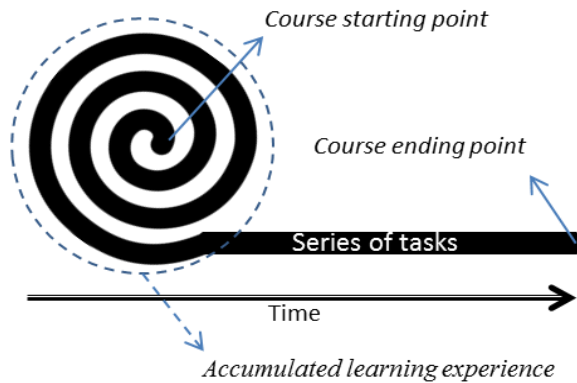 Course starting point
Course ending point
Series of tasks
Time
Accumulated learning experience